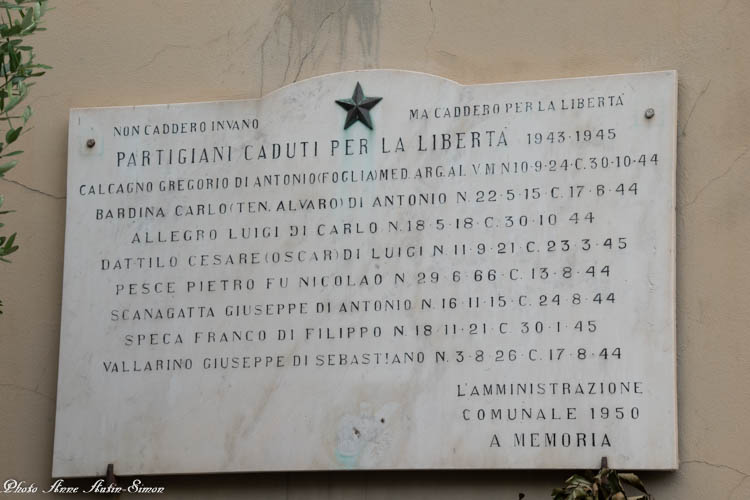 NON CADDERO INVANO
MA CADDERO PER LA LIBERTÀ
PARTIGIANI CADUTI PER LA LIBERTÀ 1943-1945
CALCAGNO GREGORIO DI ANTONIO(FOGLIA)MED. ARG. AL V M N 10·9·24·C. 30·10·44
BARDINA CARLO(TEN. ALVARO) DI ANTONIO N. 22·5·15·C. 17·6·44
ALLEGRO LUIGI DI CARLO N. 18·5·18·C. 30·10 44
DATTILO CESARE(OSCAR) DI LUIGI N 11·9·21·C. 23·3·45
PESCE PIETRO FU NICOLAO N. 29·6·66·C. 13·8·44
SCANAGATTA GIUSEPPE DI ANTONIO N. 16·11·15·C. 24·8·44
SPECA FRANCO DI FILIPPO N. 18/11·21·C. 30·1·45
VALLARINO GIUSEPPE DI SEBASTIANO N. 3·8·26·C. 17·8·44
L'AMMINISTRAZIONE
COMUNALE 1950
A MEMORIA
Photo Anne Autin-Simon